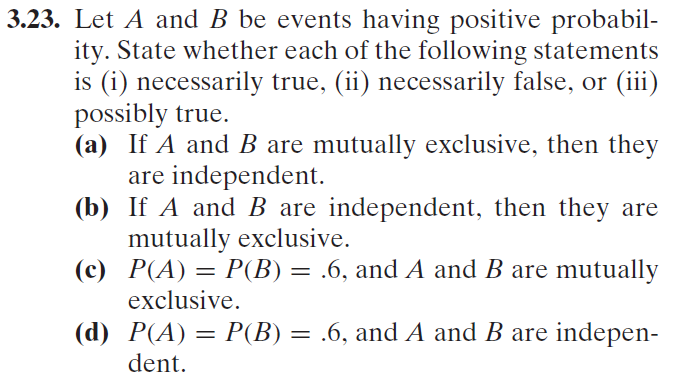 3.23. Let A and B be events having positive probabil-
ity. State whether each of the following statements
is (i) necessarily true, (ii) necessarily false, or (iii)
possibly true.
(a) If A and B are mutually exclusive, then they
are independent.
(b) If A and B are independent, then they are
mutually exclusive.
(c) P(A) = P(B) = .6, and A and B are mutually
exclusive.
(d) P(A) = P(B) = .6, and A and B are indepen-
dent.